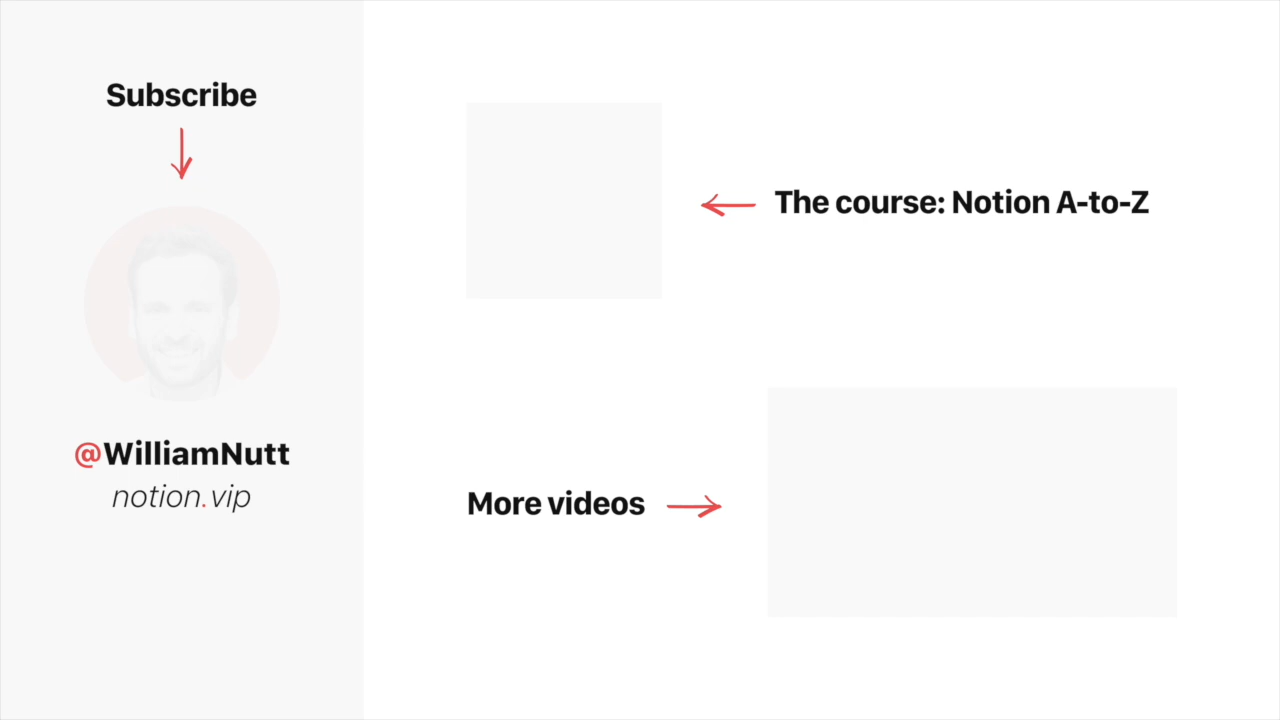 Subscribe
@WilliamNutt
notion.vip
The course: Notion A-to-Z
More videos